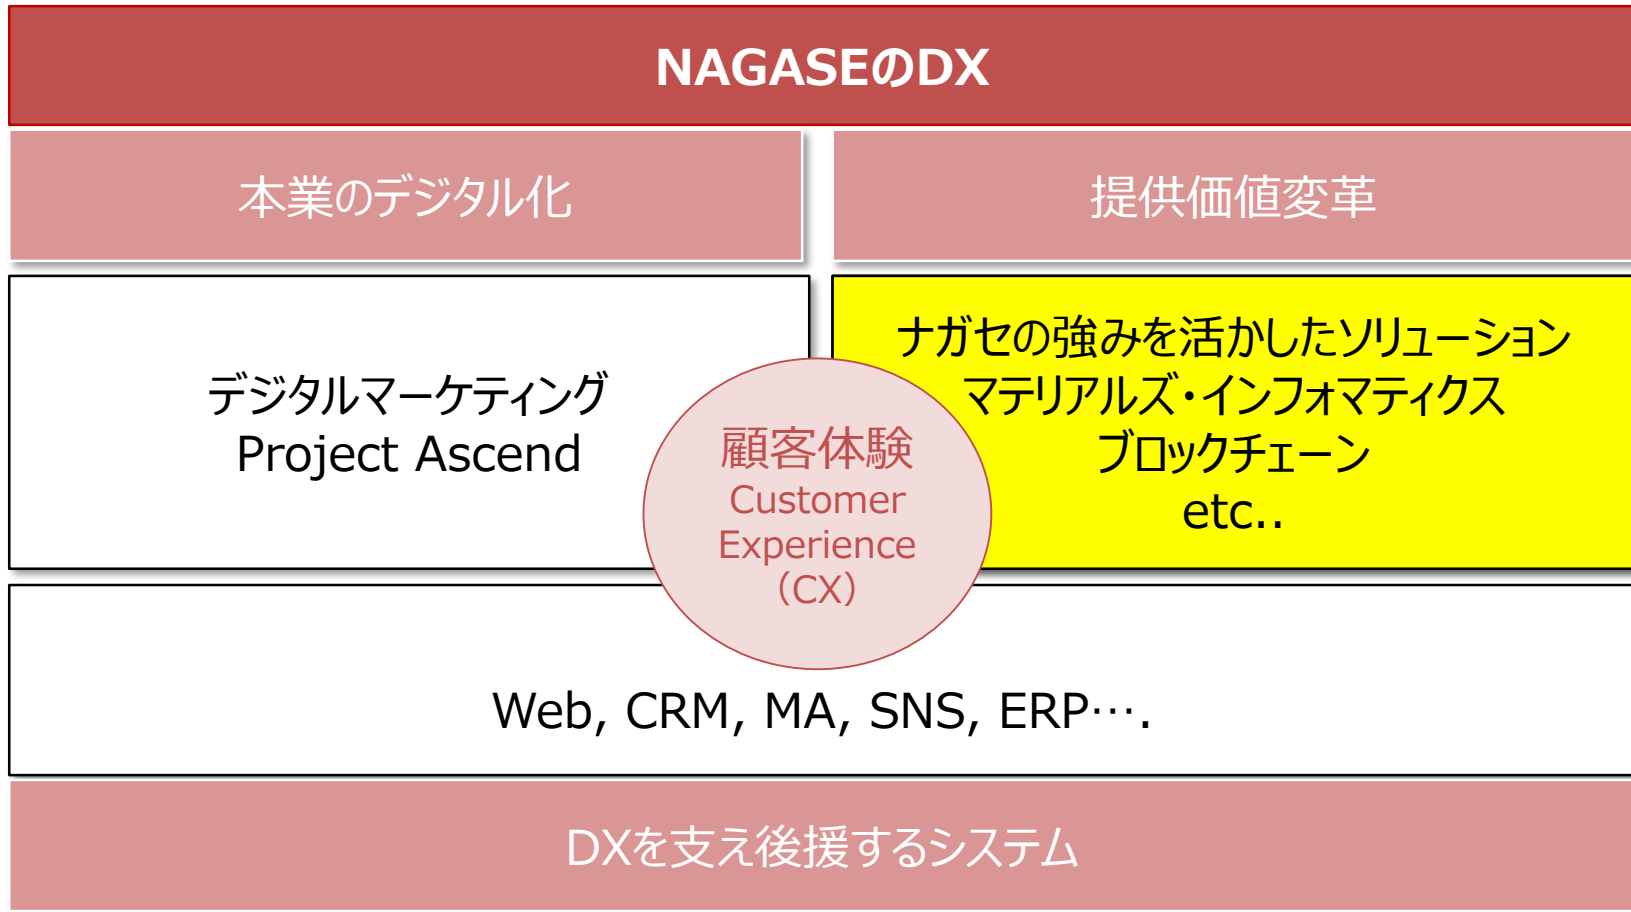 NAGASEのDX
本業のデジタル化
提供価値変革
デジタルマーケティング
Project Ascend
ナガセの強みを活かしたソリューション
マテリアルズ・インフォマティクス
ブロックチェーン
etc..
顧客体験
Customer
Experience
（CX）
Web, CRM, MA, SNS, ERP….
DXを支え後援するシステム